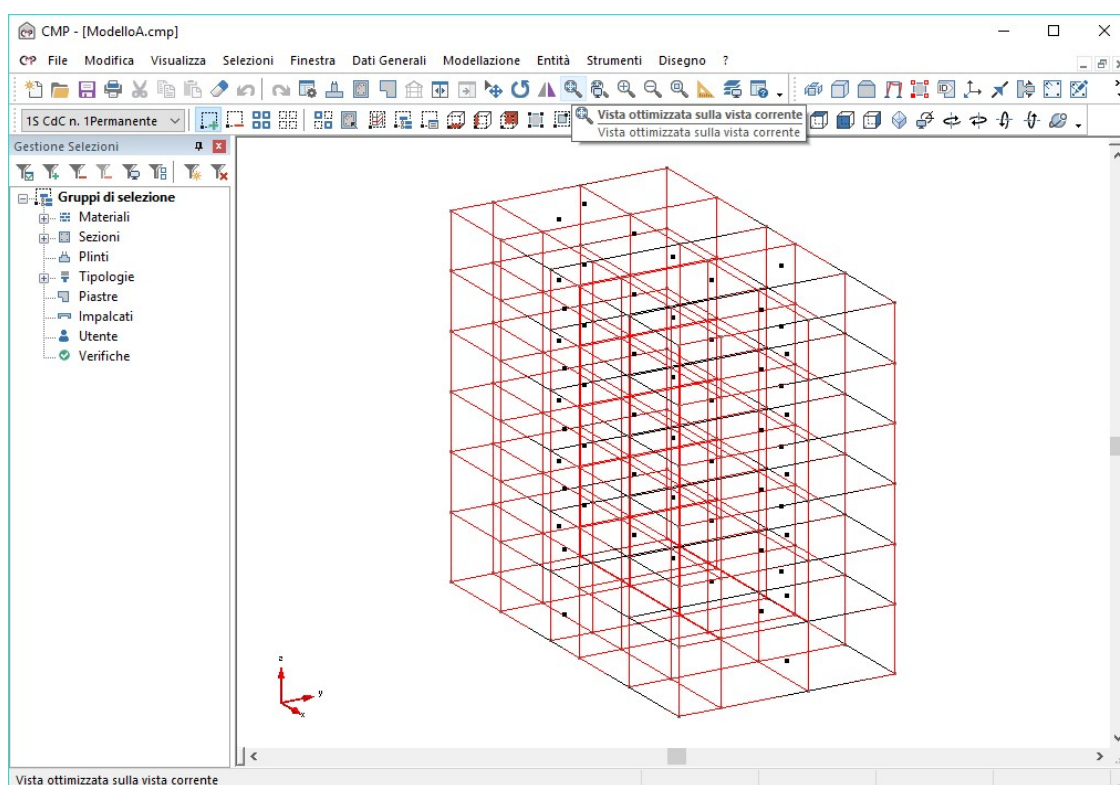 CMP - [ModelloA.cmp]
File Modifica Visualizza Selezioni Finestra Dati Generali Modellazione Entità Strumenti Disegno ?
1S CdC n. 1Permanente
Vista ottimizzata sulla vista corrente
Vista ottimizzata sulla vista corrente
Gestione Selezioni
Gruppi di selezione
Materiali
Sezioni
Plinti
Tipologie
Piastre
Impalcati
Utente
Verifiche
z
y
x
Vista ottimizzata sulla vista corrente